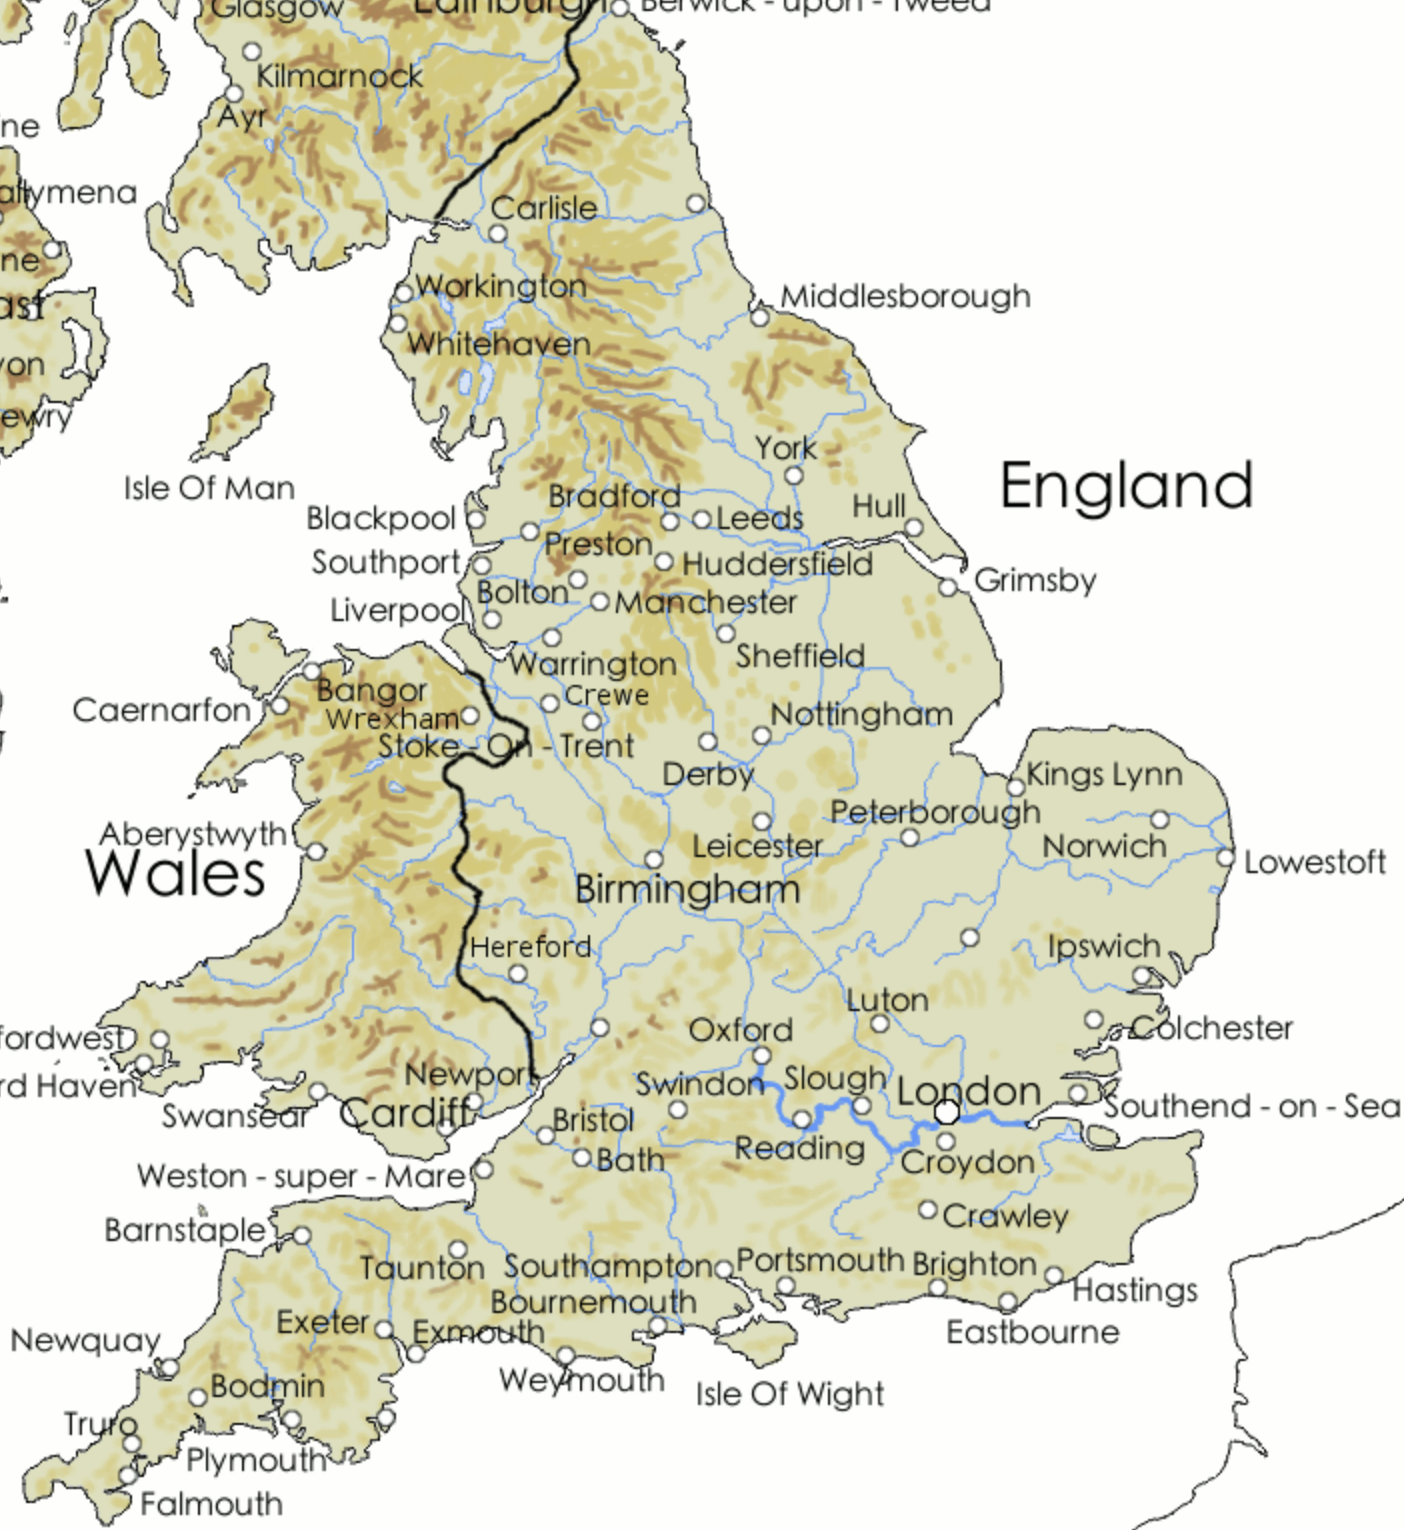 Glasgow
Edinburgh
Berwick - upon - Tweed
Kilmarnock
Ayr
ne
allymena
Carlisle
ne
Workington
Middlesborough
ast
Whitehaven
von
ewry
York
England
Isle Of Man
Bradford
Hull
Blackpool
Leeds
Preston
Southport
Huddersfield
Grimsby
Bolton
Manchester
Liverpool
Sheffield
Warrington
Bangor
Crewe
Caernarfon
Wrexham
Nottingham
Stoke - On - Trent
Derby
Kings Lynn
Peterborough
Aberystwyth
Leicester
Norwich
Lowestoft
Wales
Birmingham
Hereford
Ipswich
Luton
fordwest
Oxford
Colchester
Newport
Swindon
Slough
London
rd Haven
Southend - on - Sea
Swansear
Cardiff
Bristol
Reading
Bath
Croydon
Weston - super - Mare
Crawley
Barnstaple
Taunton
Southampton
Portsmouth
Brighton
Hastings
Bournemouth
Exeter
Exmouth
Eastbourne
Newquay
Weymouth
Isle Of Wight
Bodmin
Truro
Plymouth
Falmouth